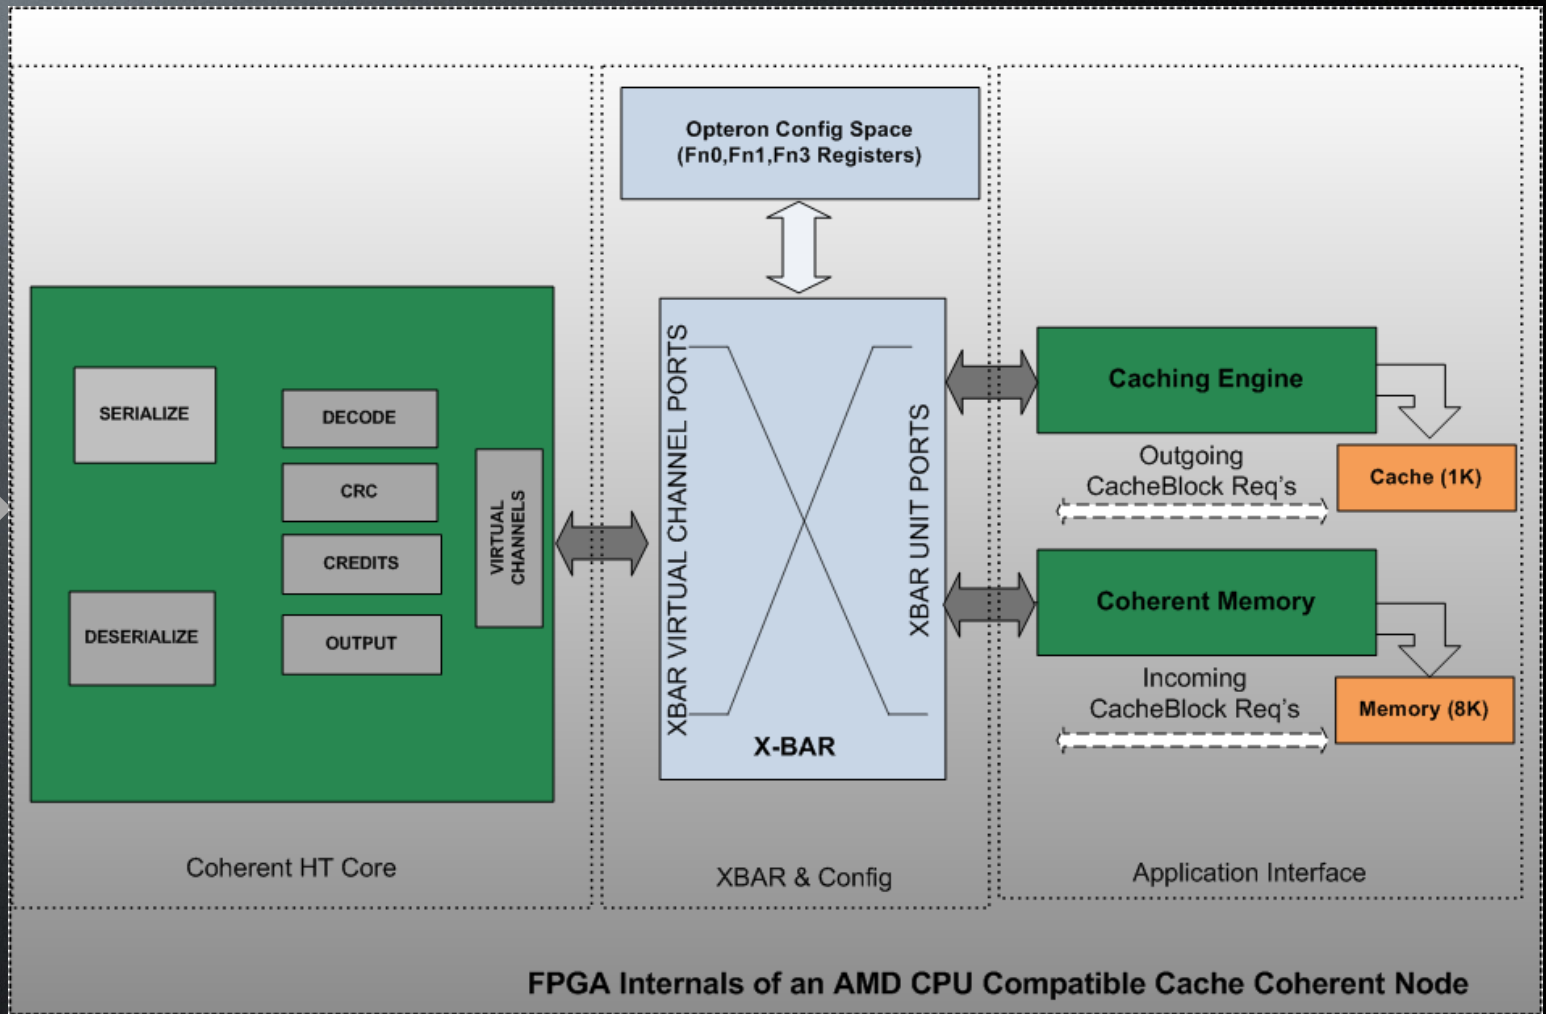 Opteron Config Space
(Fn0,Fn1,Fn3 Registers)
SERIALIZE
DESERIALIZE
DECODE
CRC
CREDITS
OUTPUT
VIRTUAL
CHANNELS
XBAR VIRTUAL CHANNEL PORTS
XBAR UNIT PORTS
X-BAR
Caching Engine
Outgoing
CacheBlock Req's
Cache (1K)
Coherent Memory
Incoming
CacheBlock Req's
Memory (8K)
Coherent HT Core
XBAR & Config
Application Interface
FPGA Internals of an AMD CPU Compatible Cache Coherent Node